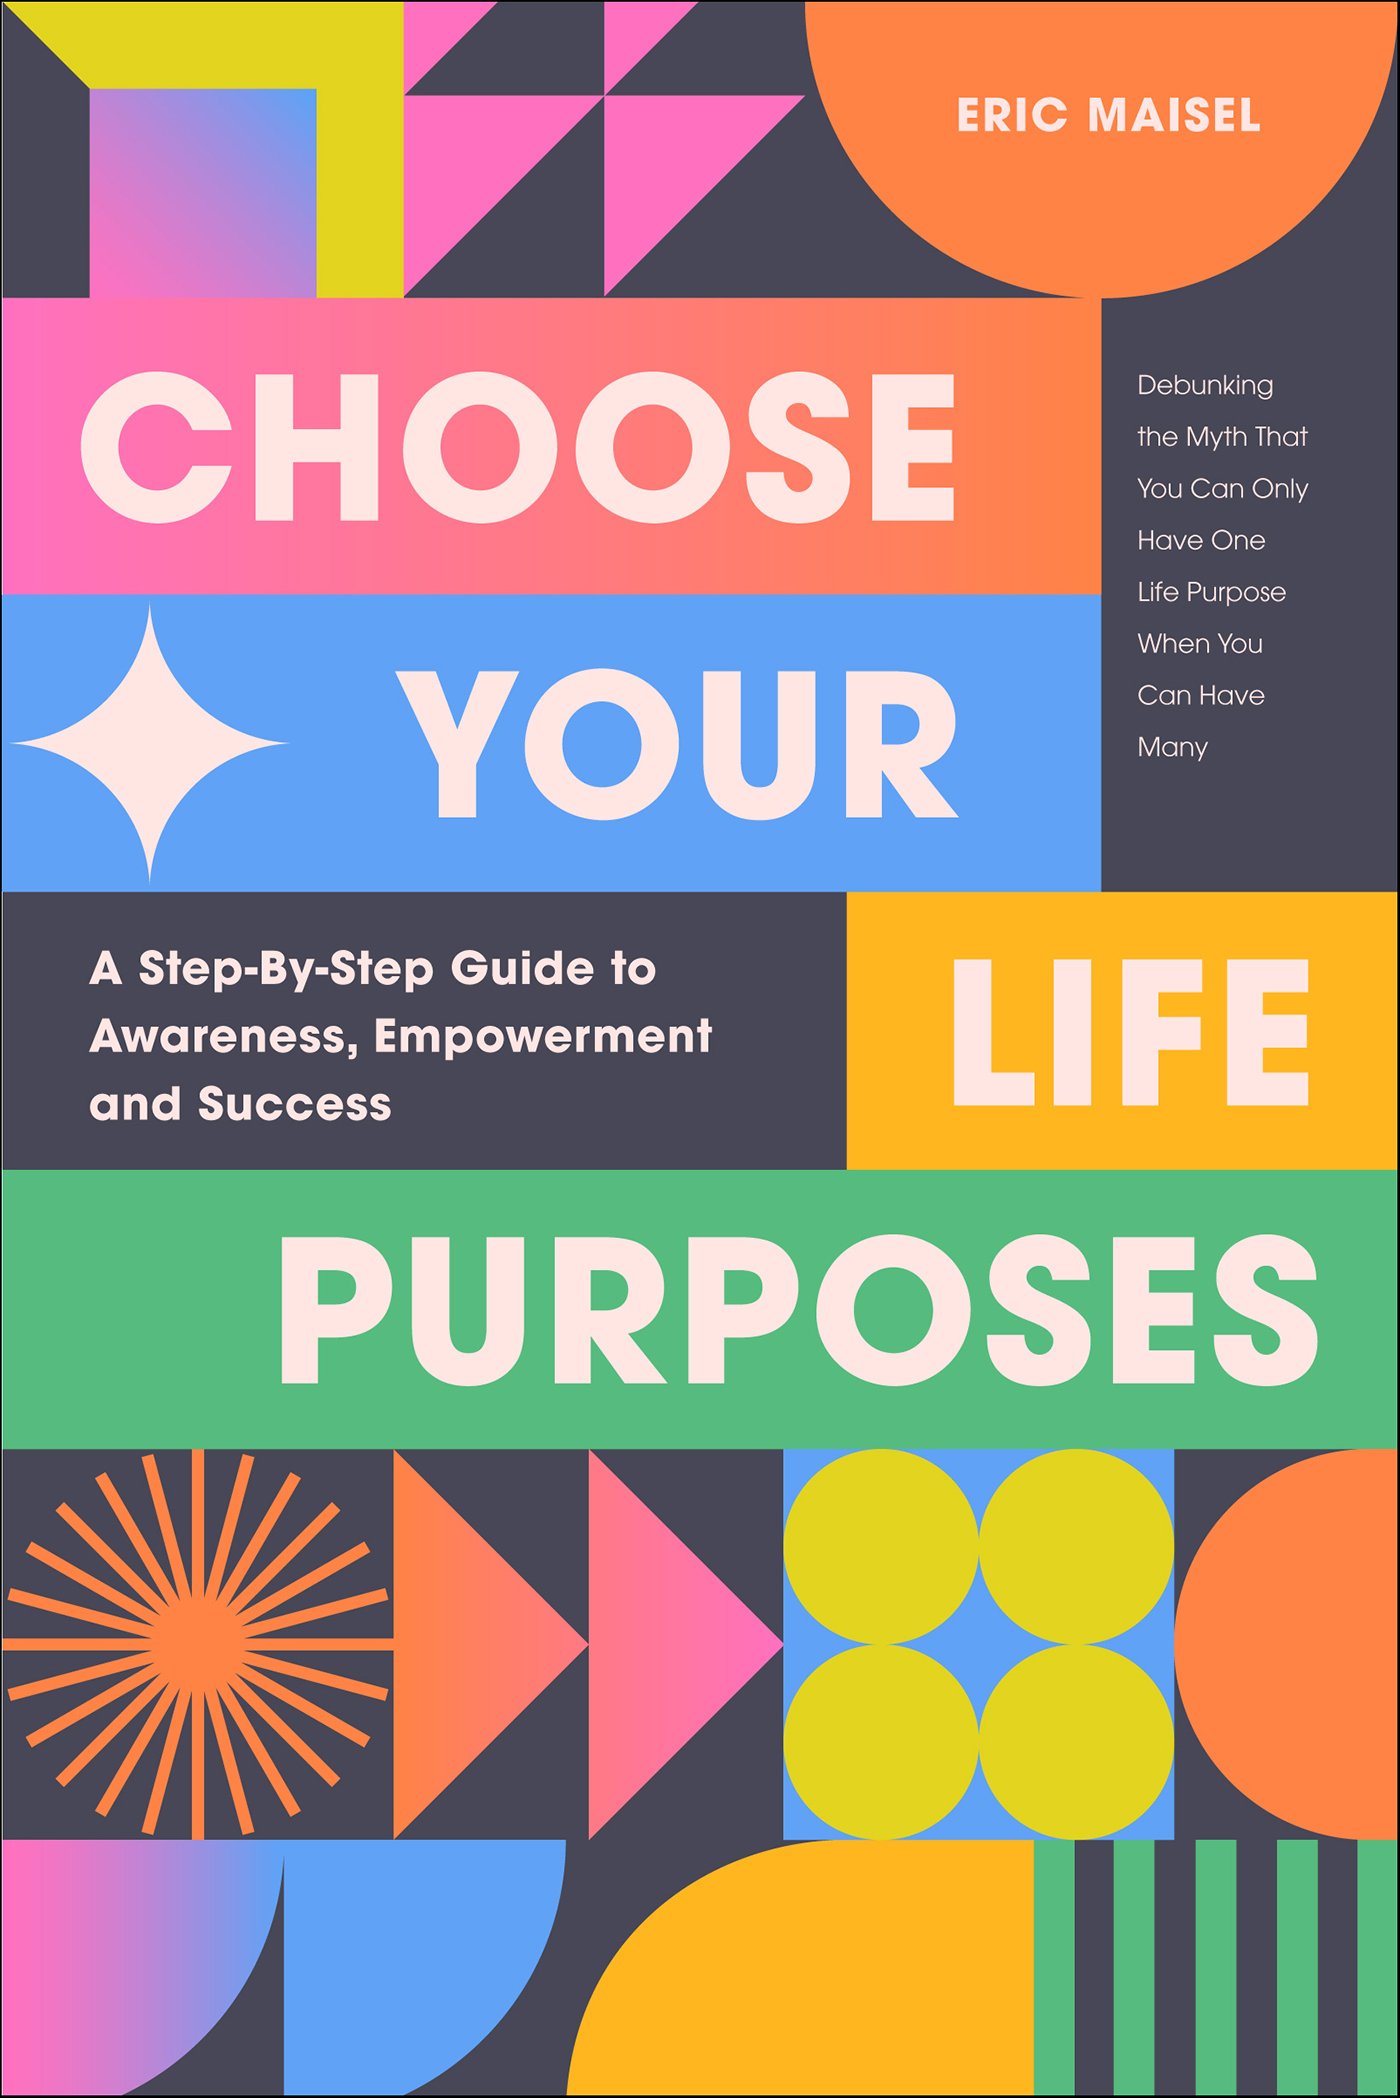 ERIC MAISEL
CHOOSE
Debunking
the Myth That
You Can Only
Have One
Life Purpose
When You
Can Have
Many
YOUR
A Step-By-Step Guide to
Awareness, Empowerment
and Success
LIFE
PURPOSES